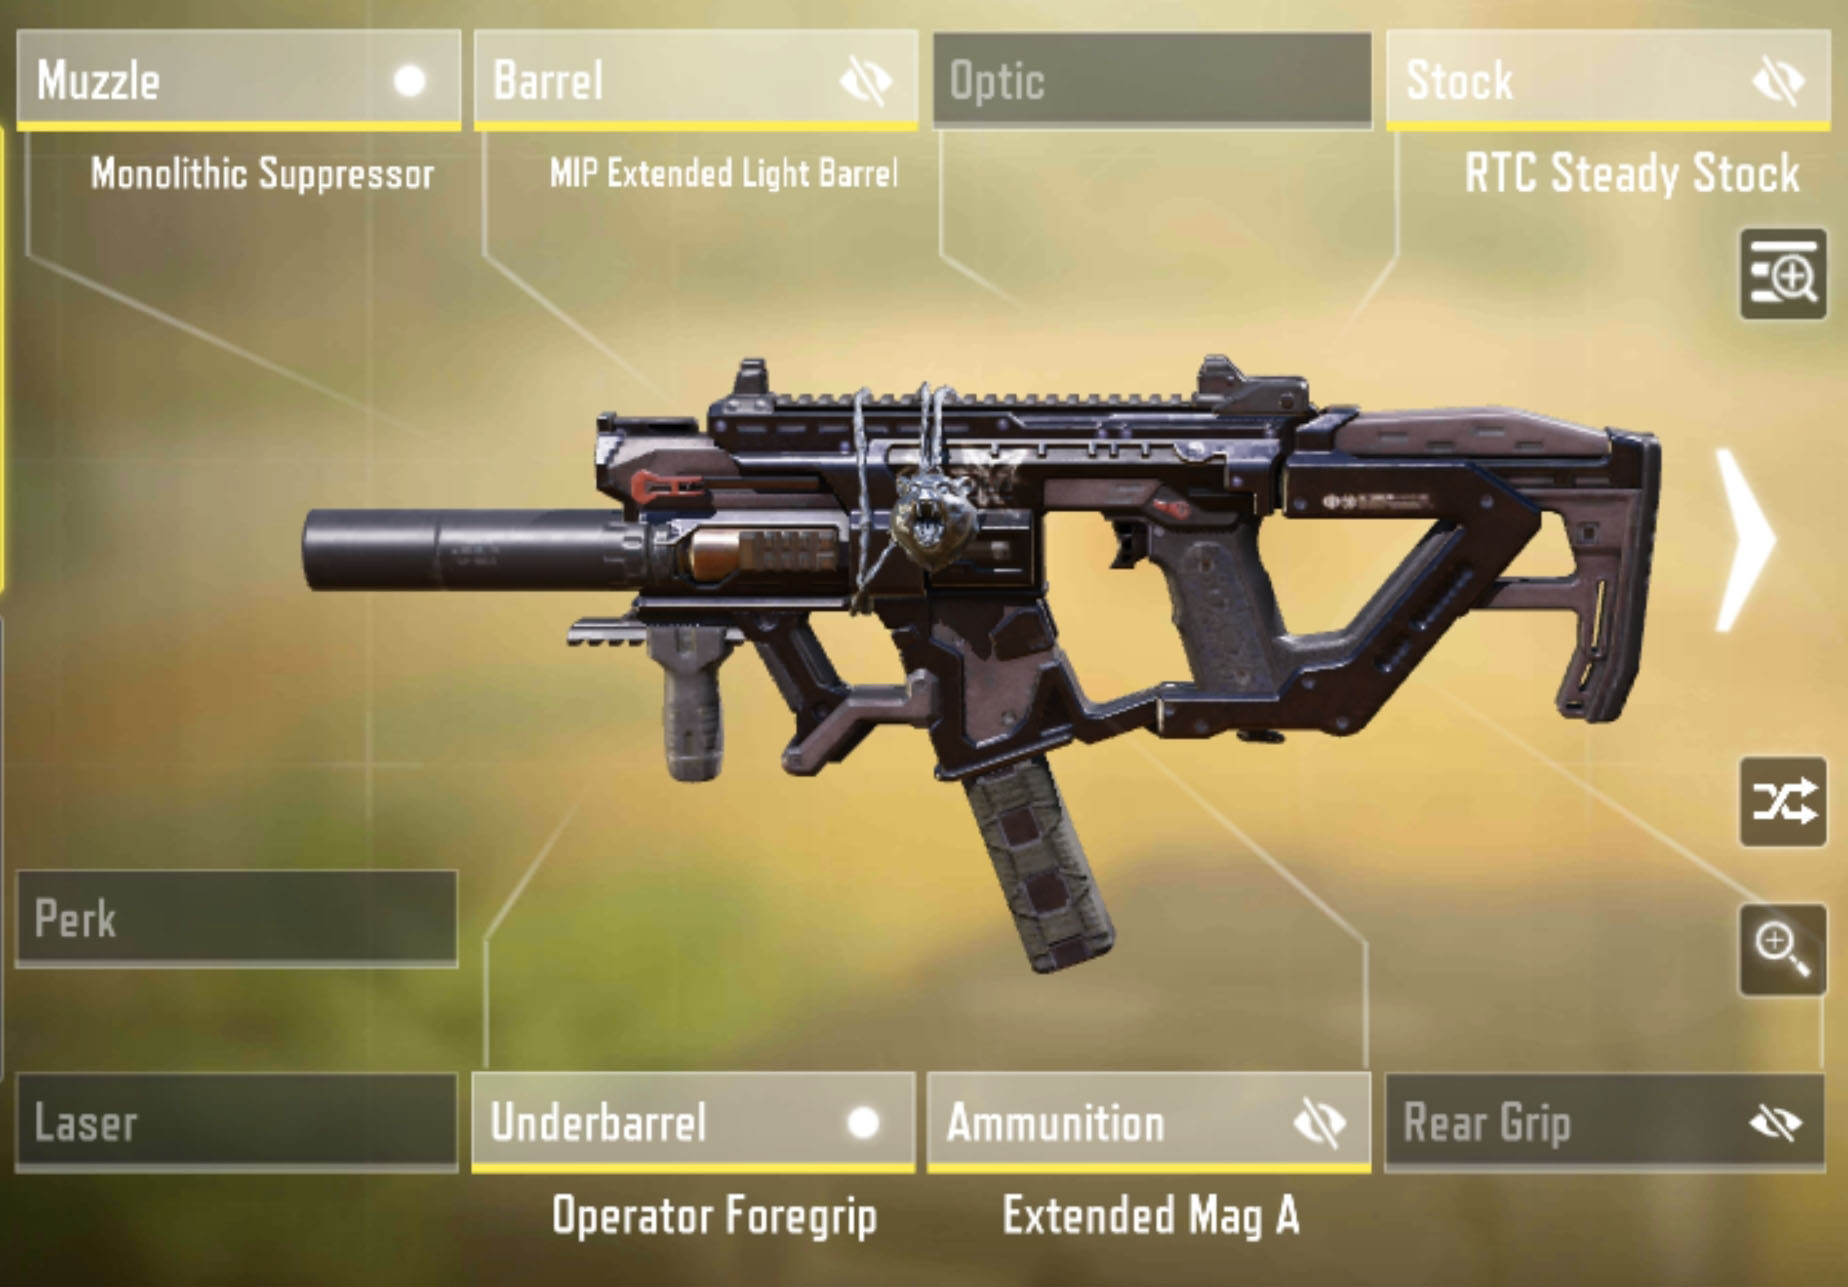 Muzzle
Barrel
Optic
Stock
Monolithic Suppressor
MIP Extended Light Barrel
RTC Steady Stock
Perk
Laser
Underbarrel
Ammunition
Rear Grip
Operator Foregrip
Extended Mag A